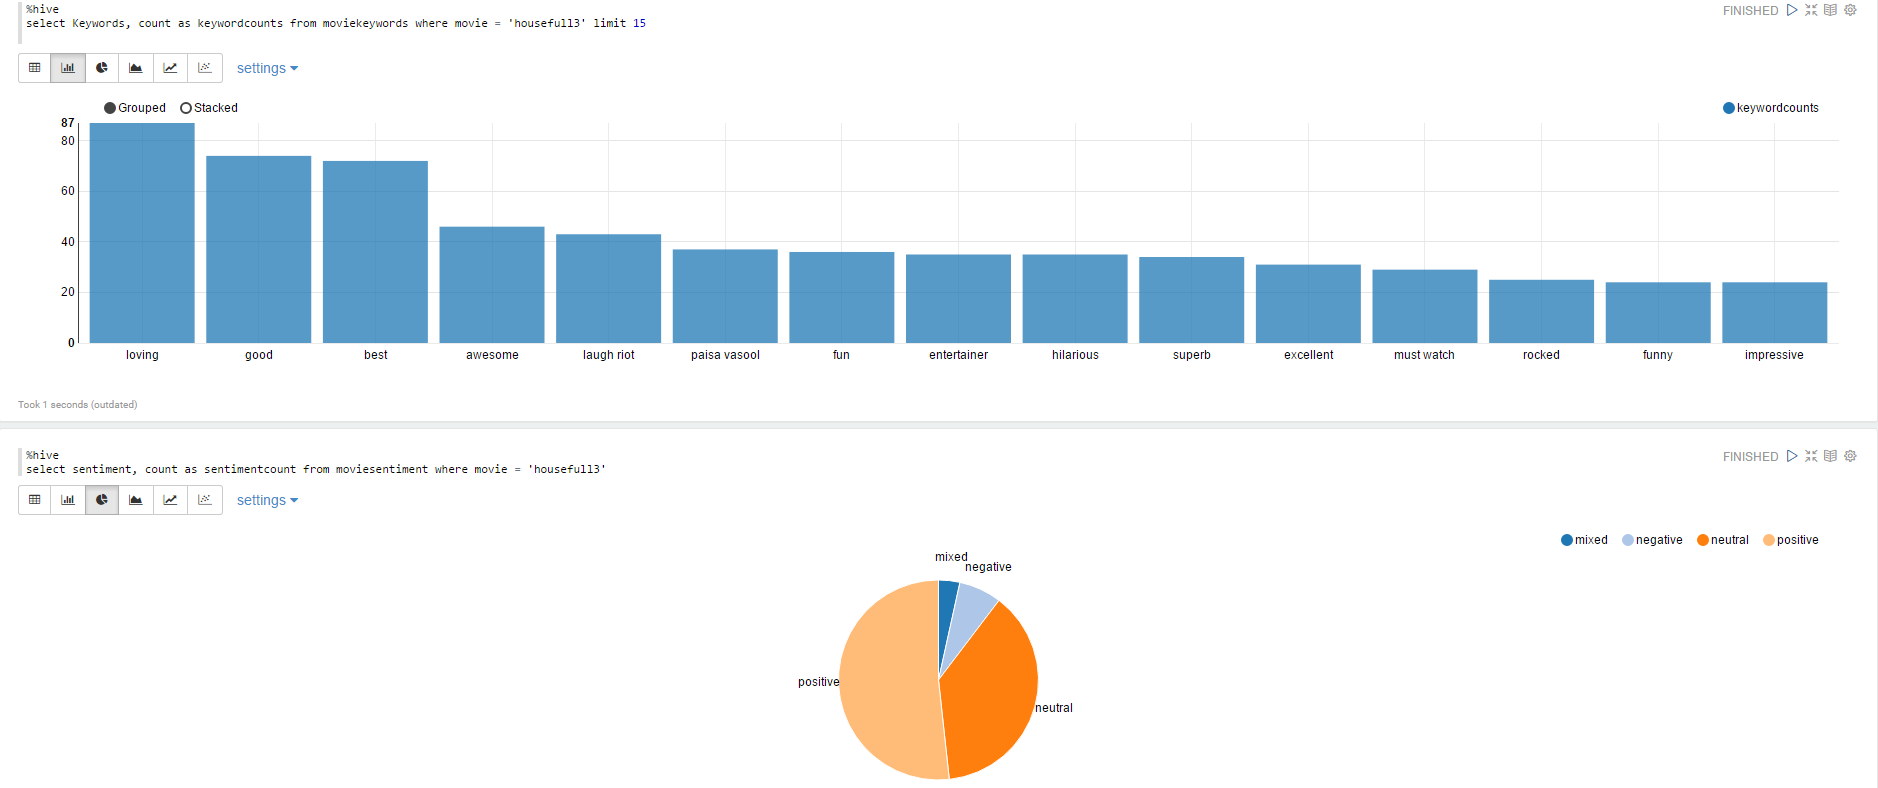 %hive
select Keywords, count as keywordcounts from moviekeywords where movie = 'housefull3' limit 15
FINISHED
settings
Grouped Stacked
keywordcounts
87
80
60
40
20
0
loving good best awesome laugh riot paisa vasool fun entertainer hilarious superb excellent must watch rocked funny impressive
Took 1 seconds (outdated)
%hive
select sentiment, count as sentimentcount from moviesentiment where movie = 'housefull3'
FINISHED
settings
mixed negative neutral positive
mixed
negative
positive
neutral